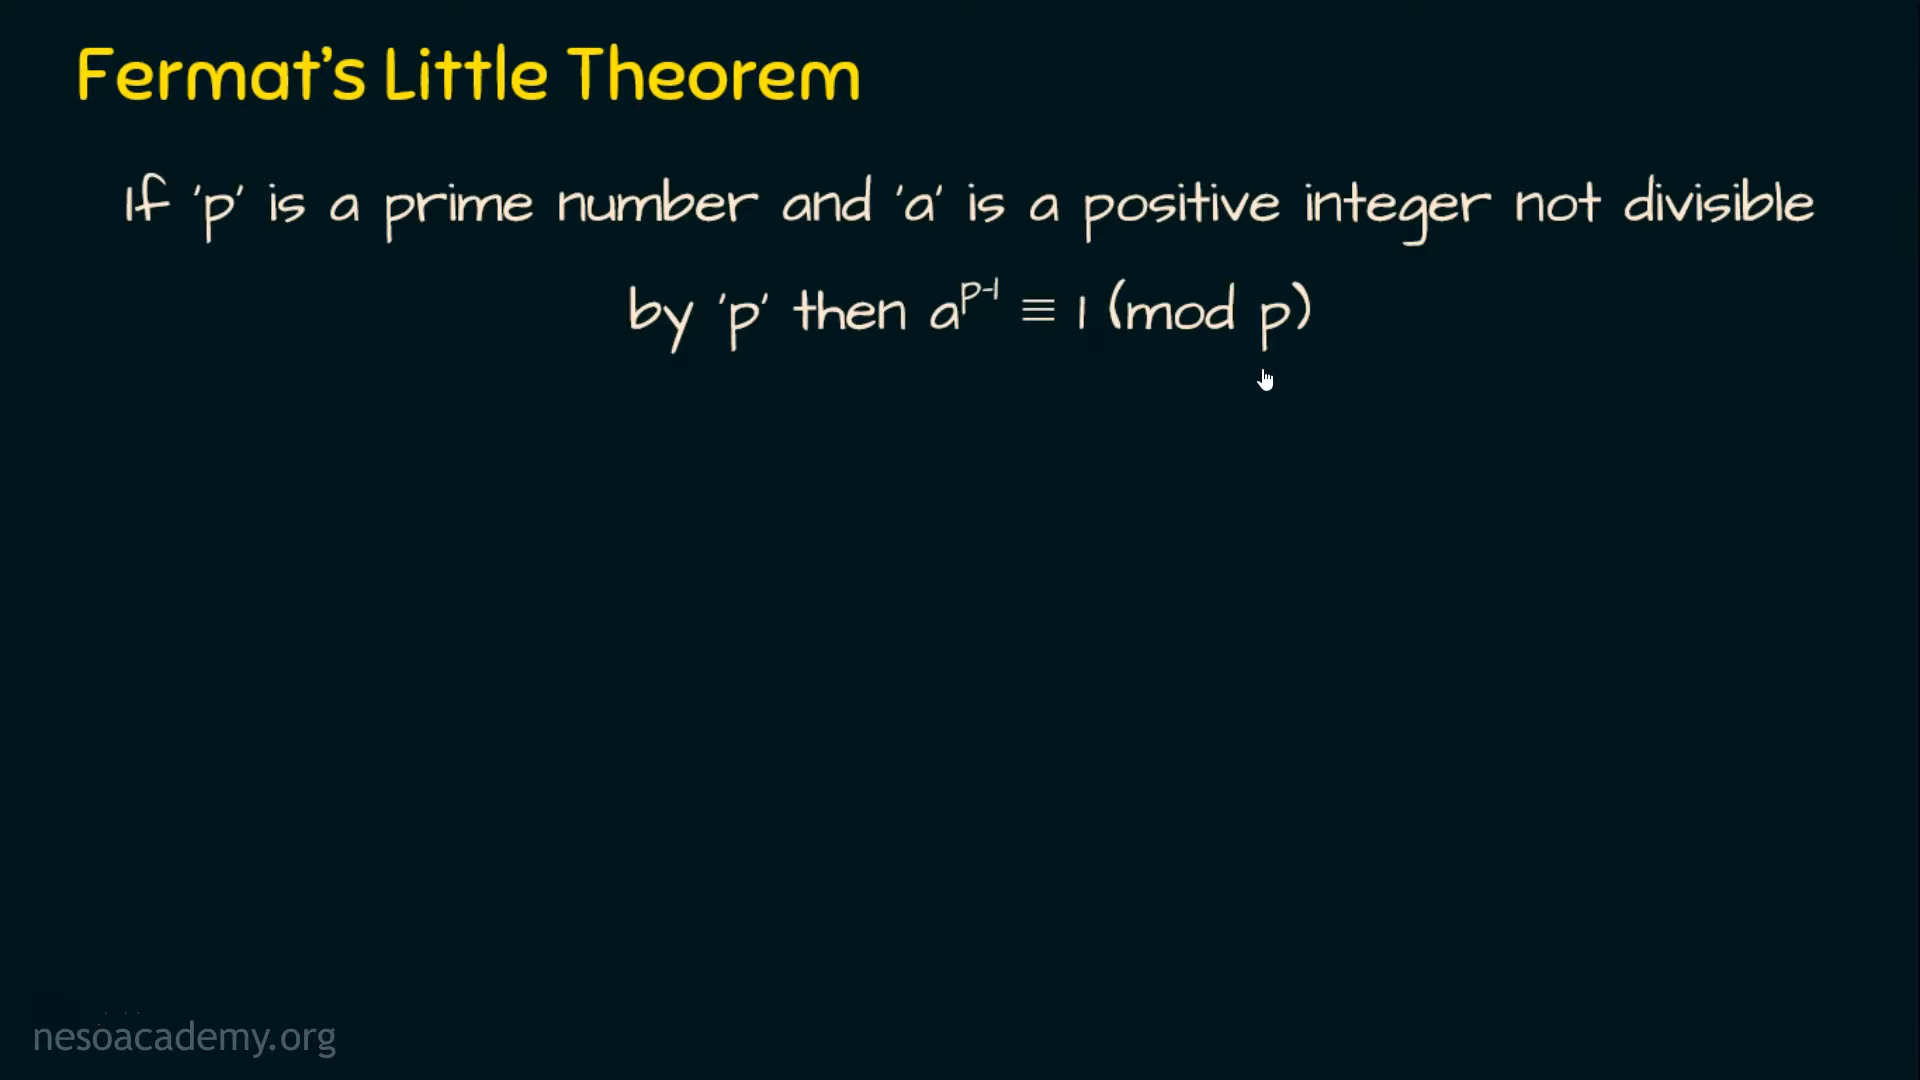 Fermat's Little Theorem
If 'p' is a prime number and 'a' is a positive integer not divisible
by 'p' then a^{p-1} ≡ 1 (mod p)
nesoacademy.org